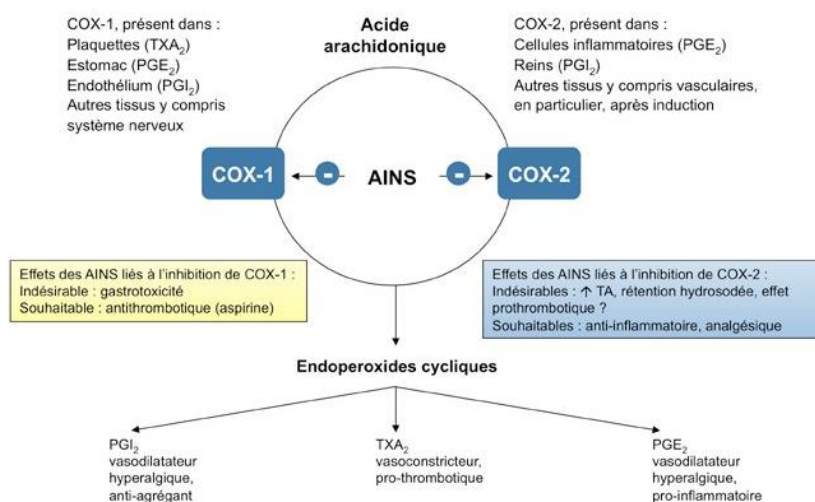 COX-1, présent dans :
Plaquettes (TXA₂)
Estomac (PGE₂)
Endothélium (PGI₂)
Autres tissus y compris
système nerveux
Acide
arachidonique
COX-2, présent dans :
Cellules inflammatoires (PGE₂)
Reins (PGI₂)
Autres tissus y compris vasculaires,
en particulier, après induction
COX-1
-
AINS
-
COX-2
Effets des AINS liés à l'inhibition de COX-1 :
Indésirable : gastrotoxicité
Souhaitable : antithrombotique (aspirine)
Effets des AINS liés à l'inhibition de COX-2 :
Indésirables : ↑ TA, rétention hydrosodée, effet
prothrombotique ?
Souhaitables : anti-inflammatoire, analgésique
Endoperoxides cycliques
PGI₂
vasodilatateur
hyperalgique,
anti-agrégant
TXA₂
vasoconstricteur,
pro-thrombotique
PGE₂
vasodilatateur
hyperalgique,
pro-inflammatoire